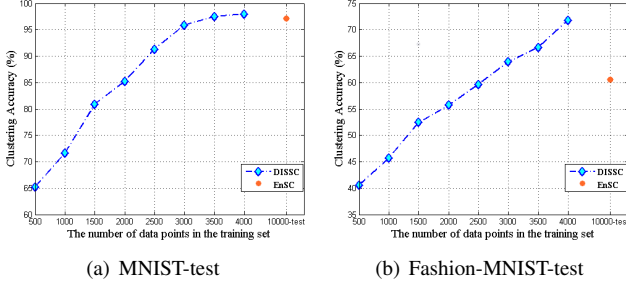 100
95
90
85
80
75
70
65
60
Clustering Accuracy (%)
500 1000 1500 2000 2500 3000 3500 4000 10000-test
The number of data points in the training set
DISSC
EnSC
(a) MNIST-test
75
70
65
60
55
50
45
40
35
Clustering Accuracy (%)
500 1000 1500 2000 2500 3000 3500 4000 10000-test
The number of data points in the training set
DISSC
EnSC
(b) Fashion-MNIST-test